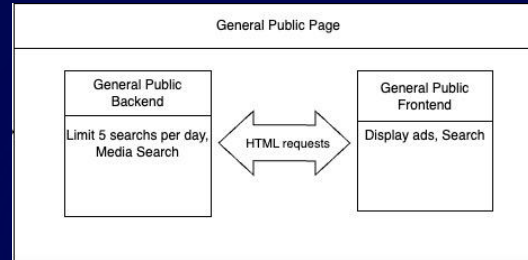 General Public Page
General Public
Backend
Limit 5 searchs per day,
Media Search
HTML requests
General Public
Frontend
Display ads, Search